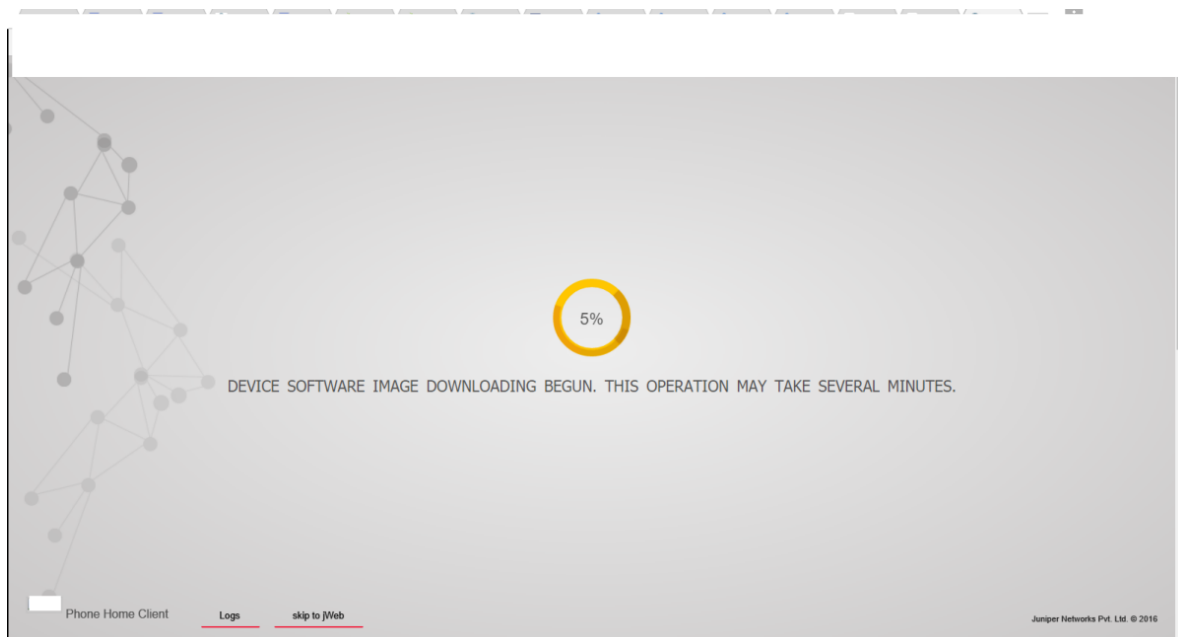 5%
DEVICE SOFTWARE IMAGE DOWNLOADING BEGUN. THIS OPERATION MAY TAKE SEVERAL MINUTES.
Phone Home Client Logs skip to jWeb Juniper Networks Pvt. Ltd. © 2016